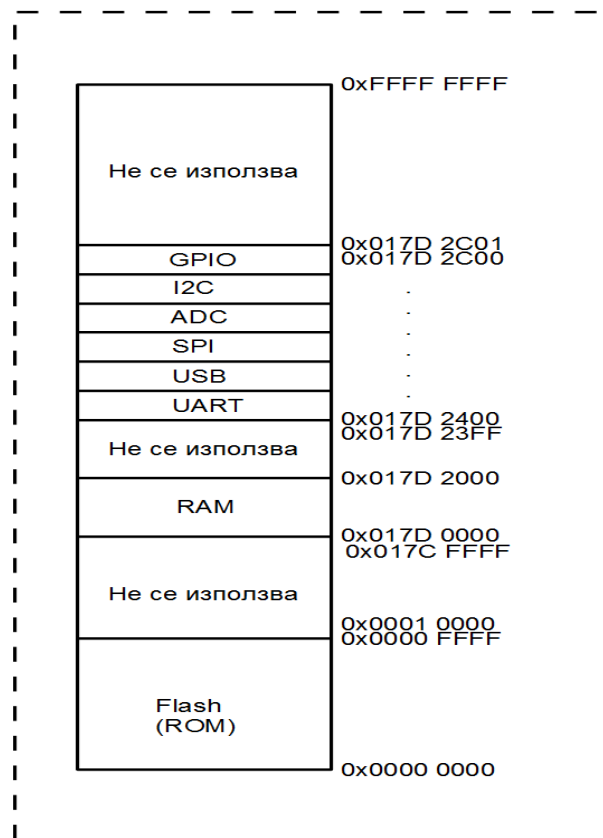 0xFFFF FFFF
Не се използва
0x017D 2C01
GPIO 0x017D 2C00
I2C
ADC
SPI
USB
UART
0x017D 2400
0x017D 23FF
Не се използва
0x017D 2000
RAM
0x017D 0000
0x017C FFFF
Не се използва
0x0001 0000
0x0000 FFFF
Flash
(ROM)
0x0000 0000